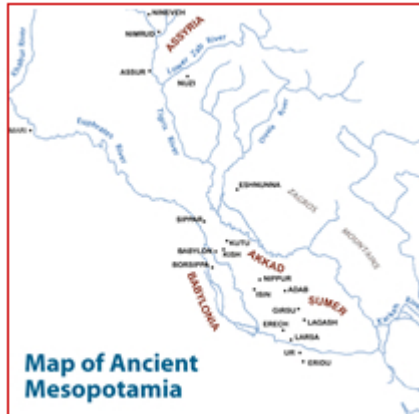 NINEVEH
NIMRUD
ASSYRIA
Khabur River
Lower Zab River
ASSUR
NUZI
MARI
Euphrates River
Tigris River
Diyala River
ESHNUNNA
ZAGROS
MOUNTAINS
SIPPAR
KUTU
BABYLON
KISH
AKKAD
BORSIPPA
BABYLONIA
NIPPUR
ISIN
ADAB
SUMER
GIRSU
LAGASH
ERECH
LARSA
UR
ERIDU
Map of Ancient
Mesopotamia